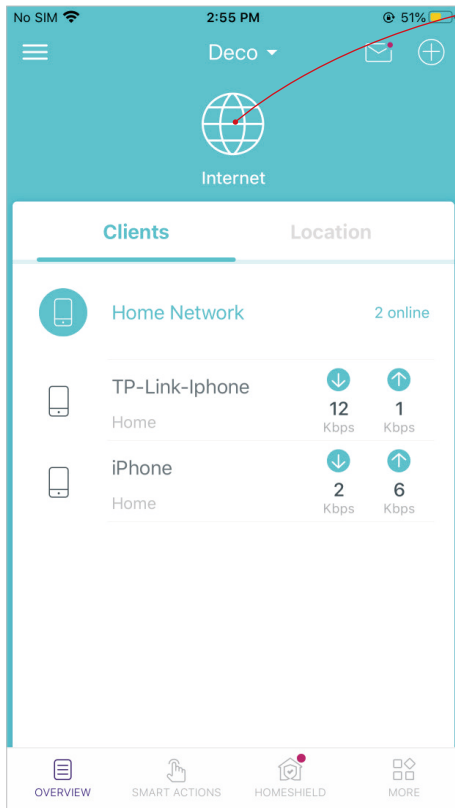 No SIM 2:55 PM 51%
Deco
Internet
Clients Location
Home Network 2 online
TP-Link-Iphone
12 1
Home Kbps Kbps
iPhone
2 6
Home Kbps Kbps
OVERVIEW SMART ACTIONS HOMESHIELD MORE